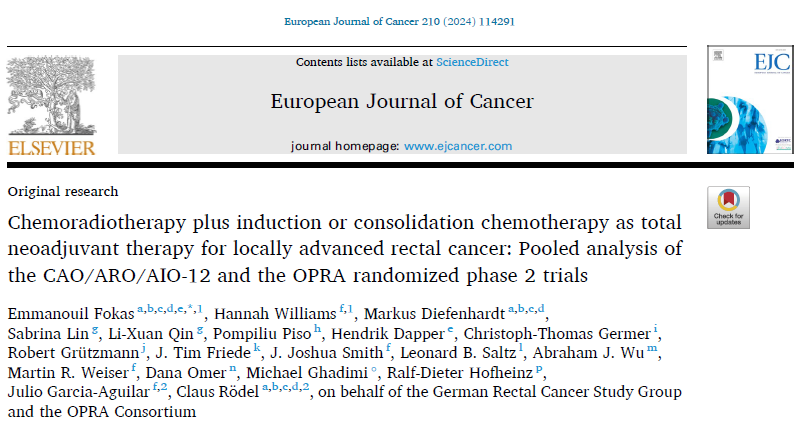 European Journal of Cancer 210 (2024) 114291
Contents lists available at ScienceDirect
European Journal of Cancer
journal homepage: www.ejcancer.com
ELSEVIER
EJC
Original research
Check for
updates
Chemoradiotherapy plus induction or consolidation chemotherapy as total
neoadjuvant therapy for locally advanced rectal cancer: Pooled analysis of
the CAO/ARO/AIO-12 and the OPRA randomized phase 2 trials
Emmanouil Fokas a,b,c,d,e,*,1, Hannah Williams f,1, Markus Diefenhardt a,b,c,d,
Sabrina Lin g, Li-Xuan Qin g, Pompiliu Piso h, Hendrik Dapper e, Christoph-Thomas Germer i,
Robert Grützmann j, J. Tim Friede k, J. Joshua Smith f, Leonard B. Saltz l, Abraham J. Wu m,
Martin R. Weiser f, Dana Omer n, Michael Ghadimi o, Ralf-Dieter Hofheinz p,
Julio Garcia-Aguilar f,2, Claus Rödel a,b,c,d,2, on behalf of the German Rectal Cancer Study Group
and the OPRA Consortium